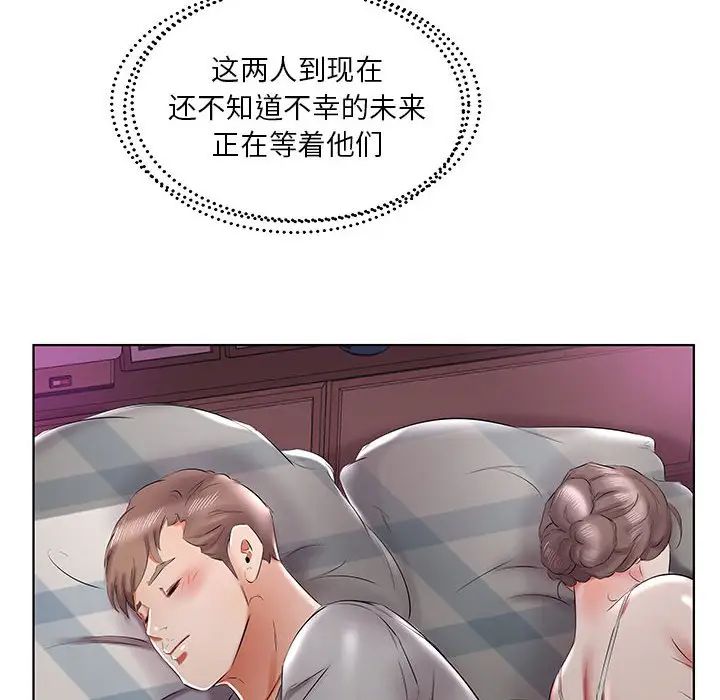 这两人到现在
还不知道不幸的未来
正在等着他们